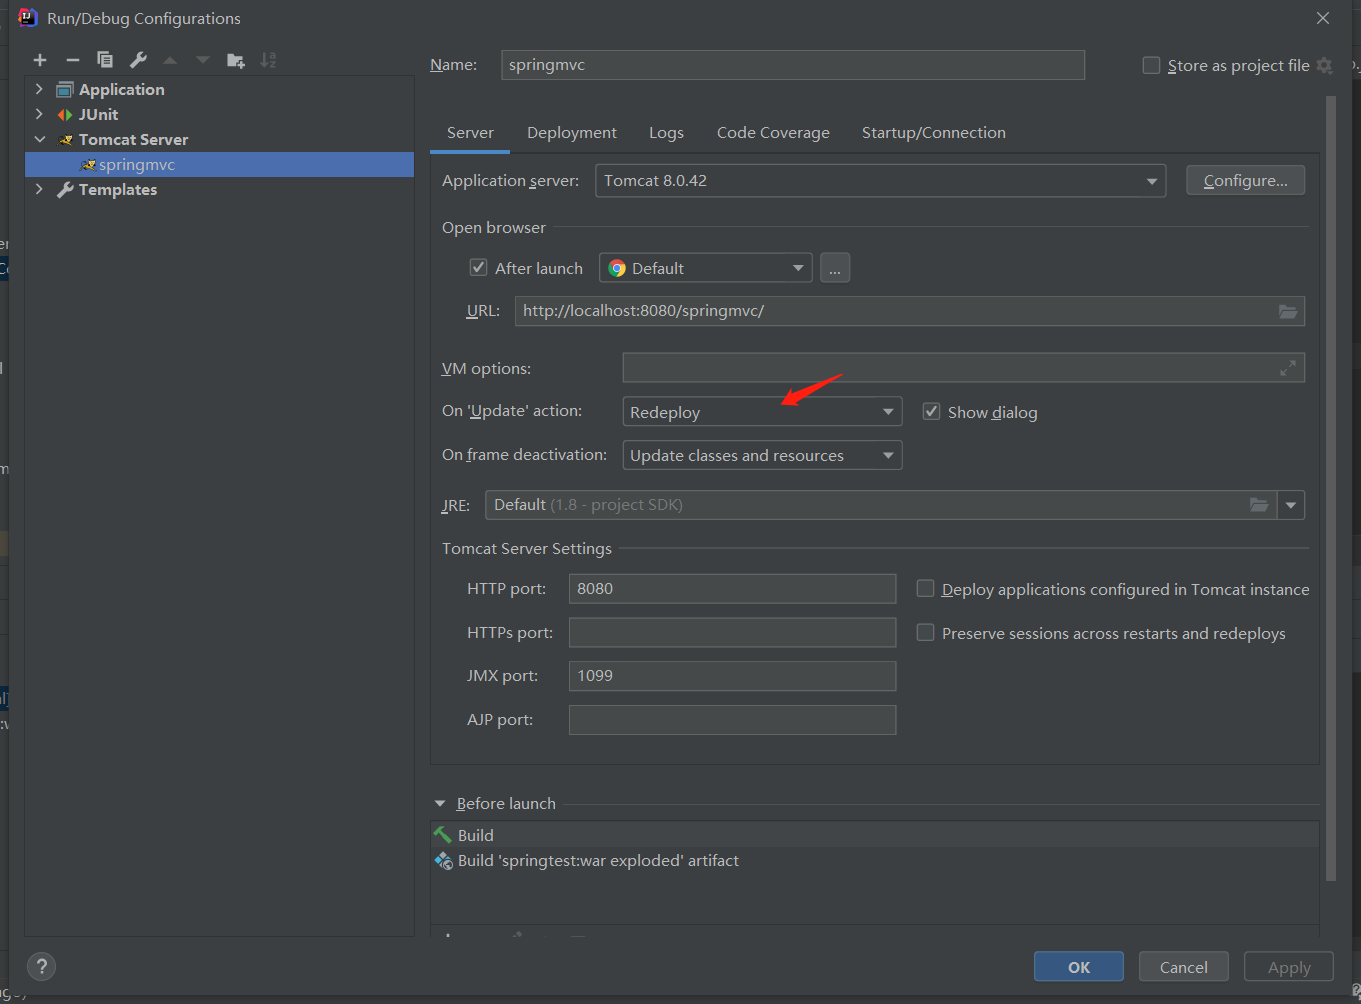 Run/Debug Configurations
Name: springmvc
Store as project file
Application
JUnit
Tomcat Server
springmvc
Templates
Server Deployment Logs Code Coverage Startup/Connection
Application server: Tomcat 8.0.42 Configure...
Open browser
After launch Default ...
URL: http://localhost:8080/springmvc/
VM options:
On 'Update' action: Redeploy Show dialog
On frame deactivation: Update classes and resources
JRE: Default (1.8 - project SDK)
Tomcat Server Settings
HTTP port: 8080 Deploy applications configured in Tomcat instance
HTTPs port: Preserve sessions across restarts and redeploys
JMX port: 1099
AJP port:
Before launch
Build
Build 'springtest:war exploded' artifact
? OK Cancel Apply